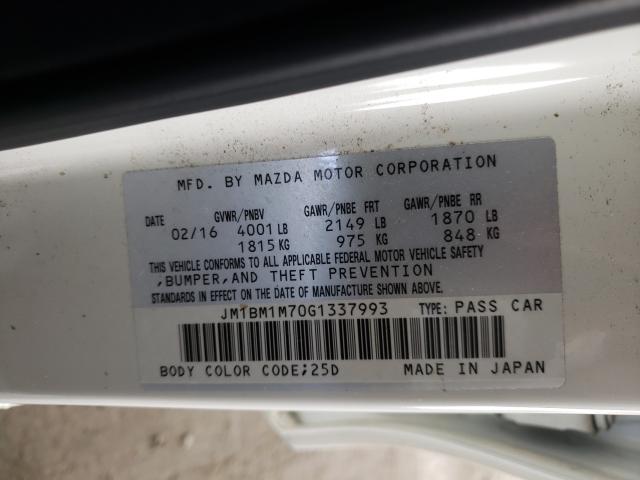 MFD. BY MAZDA MOTOR CORPORATION
DATE GVWR/PNBV GAWR/PNBE FRT GAWR/PNBE RR
02/16 4001 LB 2149 LB 1870 LB
1815 KG 975 KG 848 KG
THIS VEHICLE CONFORMS TO ALL APPLICABLE FEDERAL MOTOR VEHICLE SAFETY
,BUMPER,AND THEFT PREVENTION
STANDARDS IN EFFECT ON THE DATE OF MANUFACTURE SHOWN ABOVE.
JM1BM1M70G1337993 TYPE: PASS CAR
BODY COLOR CODE;25D MADE IN JAPAN